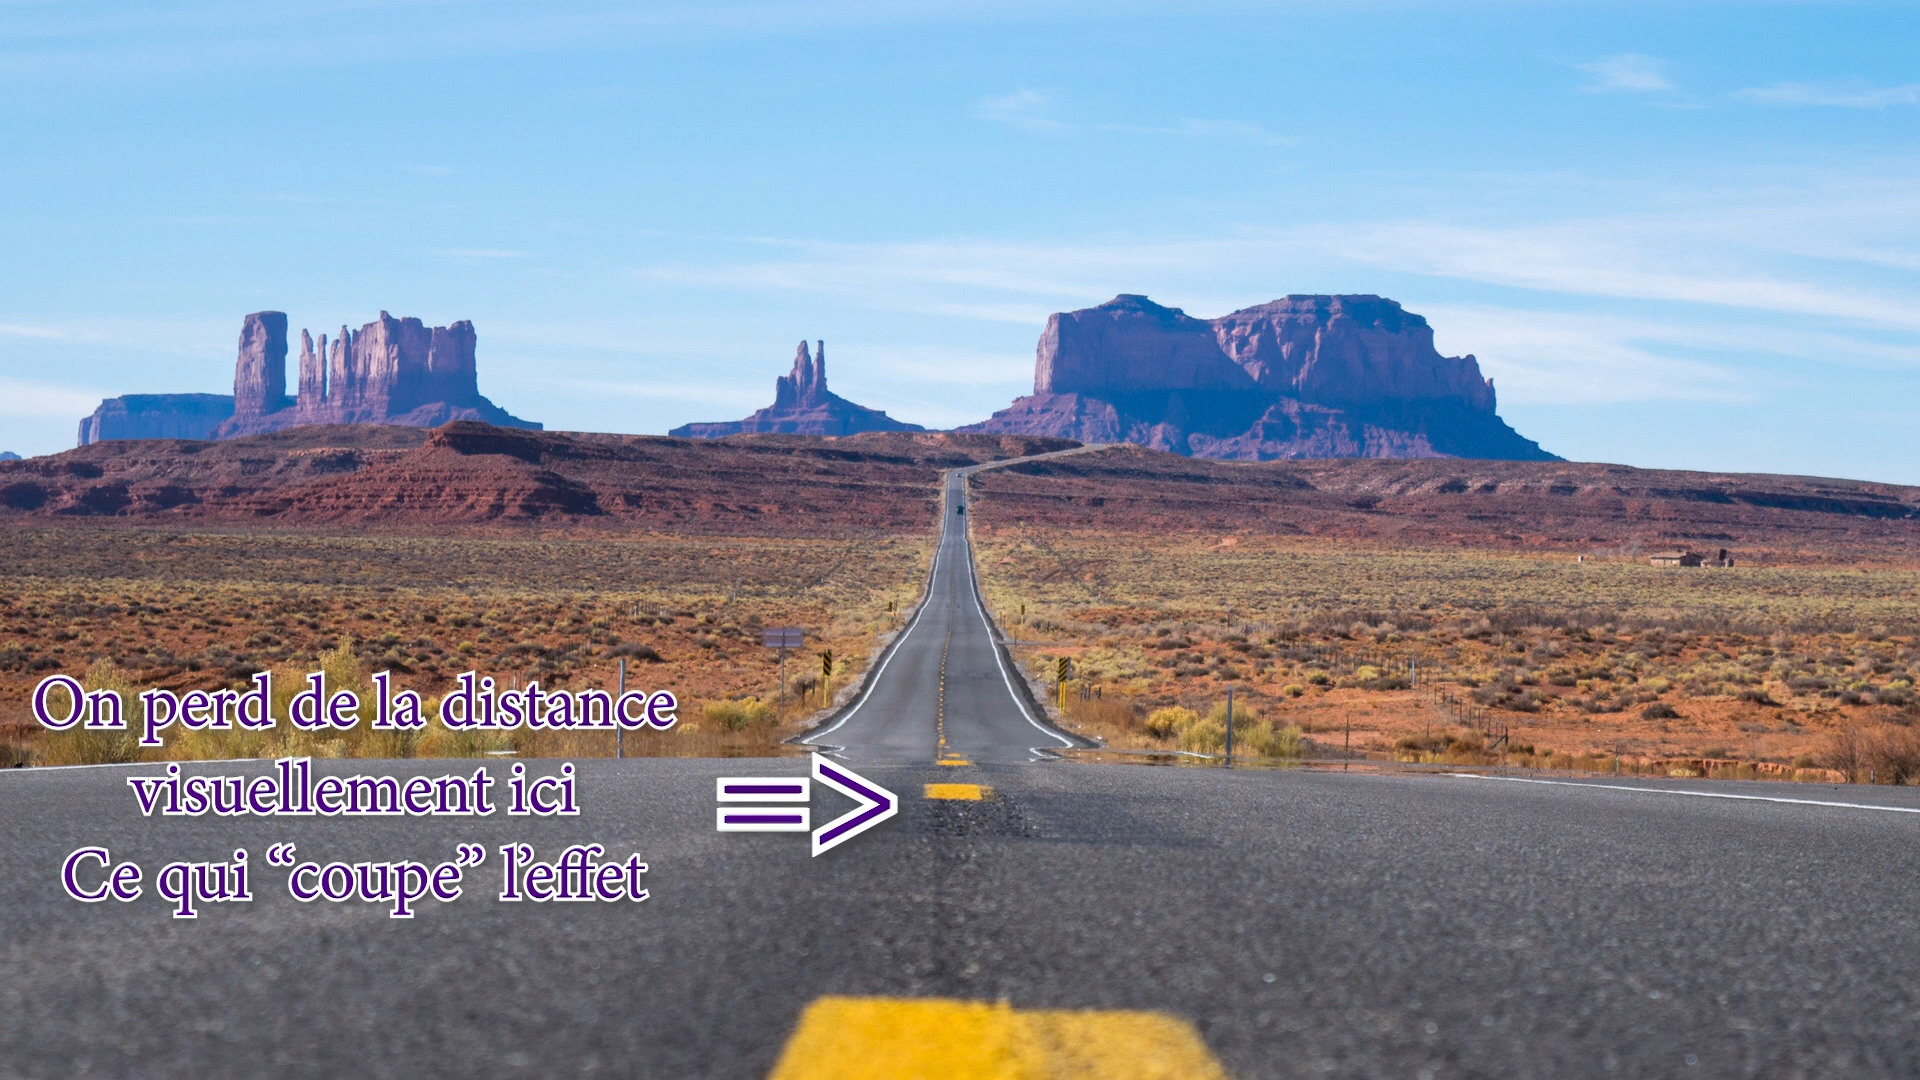 On perd de la distance
visuellement ici
Ce qui “coupe” l’effet
=>